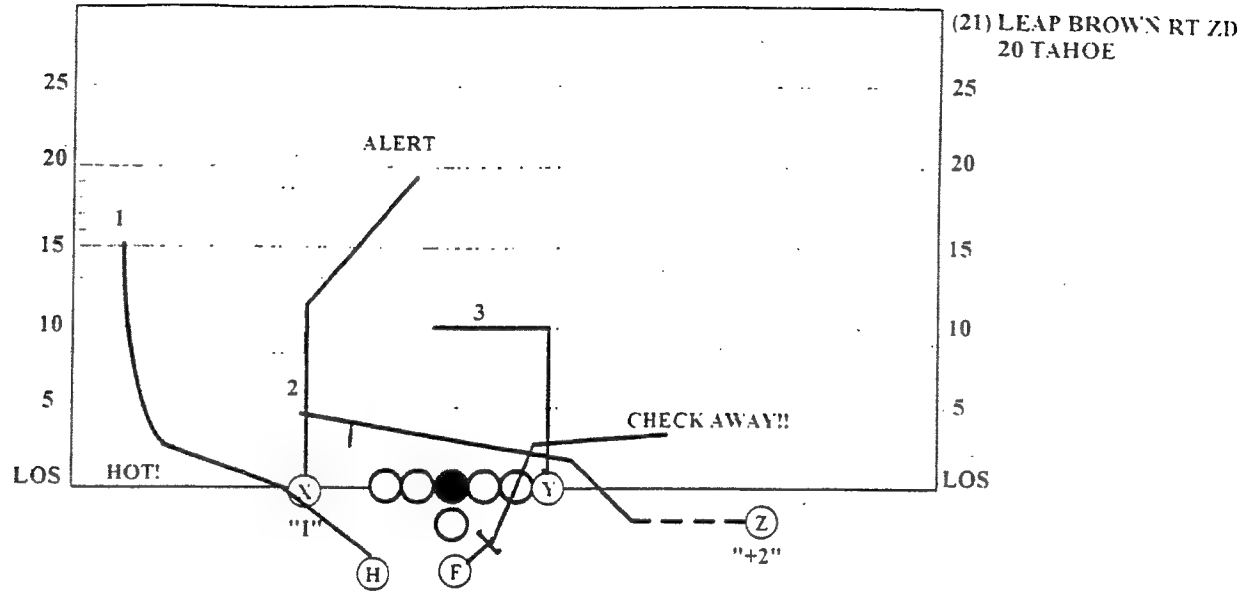 (21) LEAP BROWN RT ZD
20 TAHOE
25
25
ALERT
20
20
1
15
15
3
10
10
2
5
5
CHECK AWAY!!
LOS
HOT!
LOS
X
Y
"I"
Z
"+2"
H
F